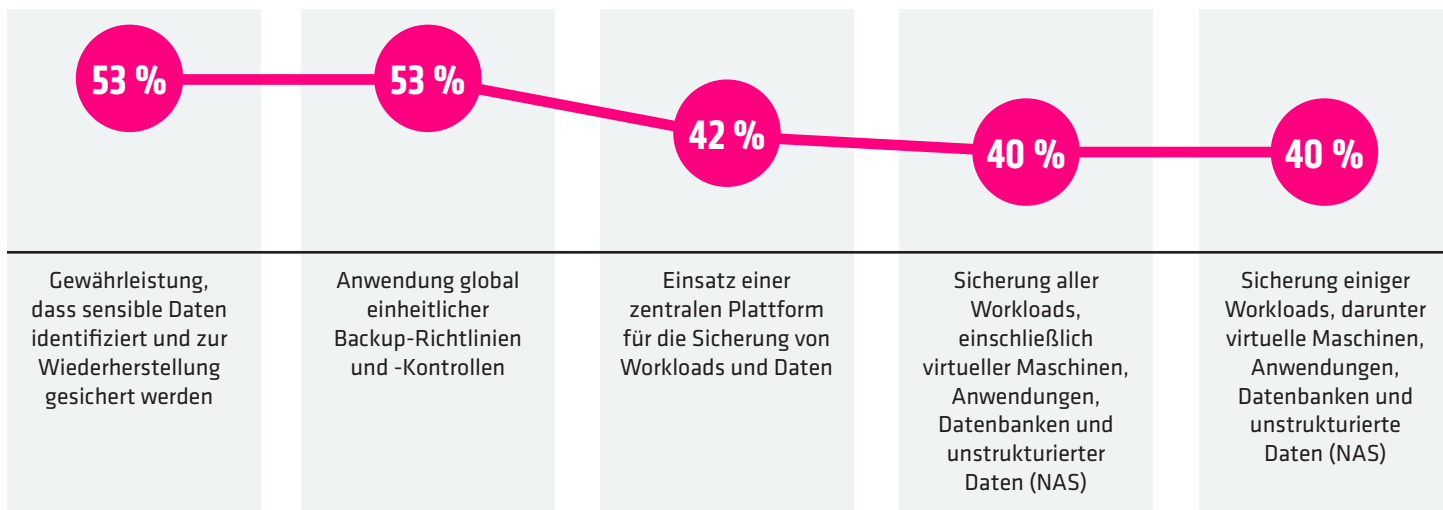 53 %
53 %
42 %
40 %
40 %
Gewährleistung,
dass sensible Daten
identifiziert und zur
Wiederherstellung
gesichert werden
Anwendung global
einheitlicher
Backup-Richtlinien
und -Kontrollen
Einsatz einer
zentralen Plattform
für die Sicherung von
Workloads und Daten
Sicherung aller
Workloads,
einschließlich
virtueller Maschinen,
Anwendungen,
Datenbanken und
unstrukturierter
Daten (NAS)
Sicherung einiger
Workloads, darunter
virtuelle Maschinen,
Anwendungen,
Datenbanken und
unstrukturierte
Daten (NAS)